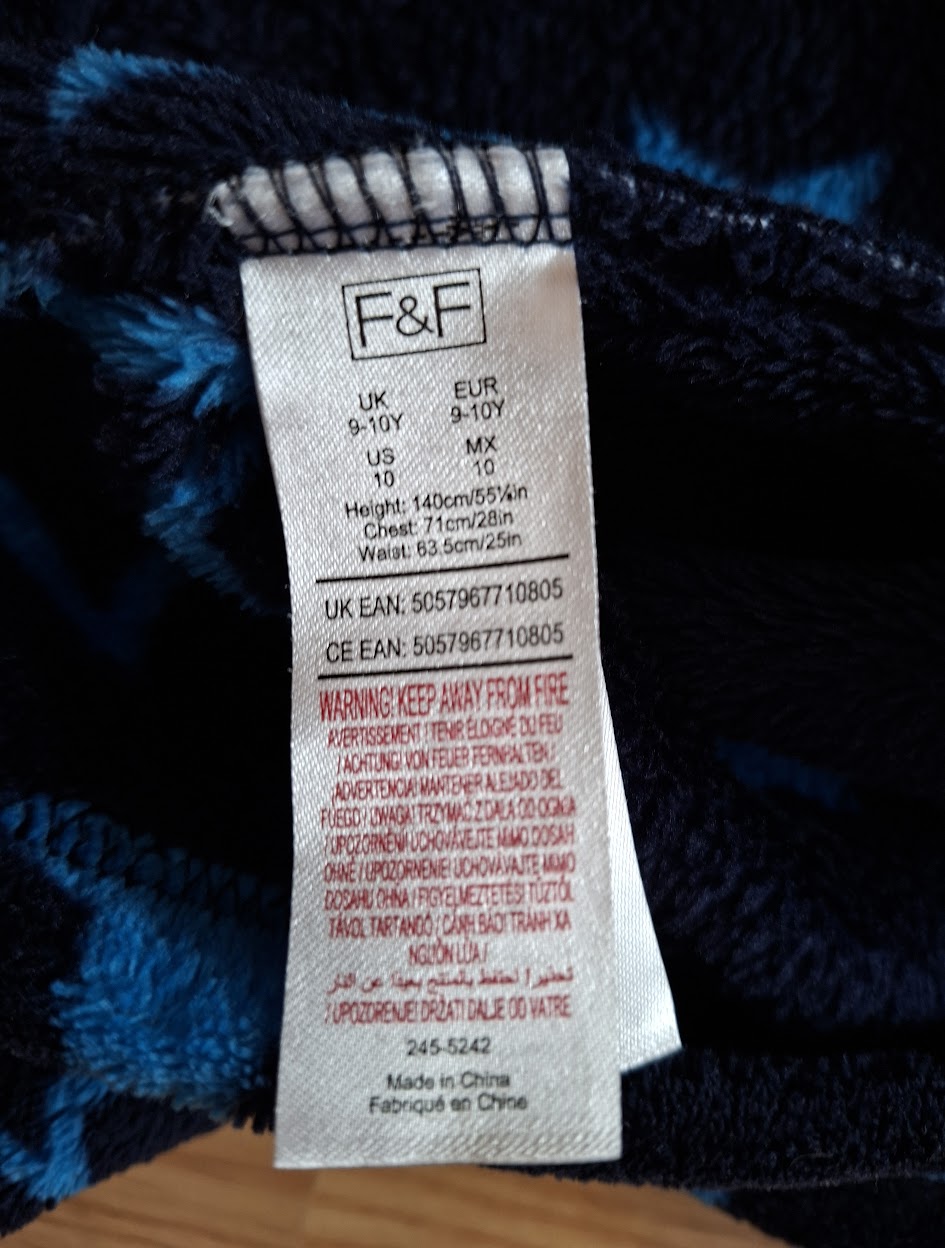 F&F
UK EUR
9-10Y 9-10Y
US MX
10 10
Height: 140cm/55¼in
Chest: 71cm/28in
Waist: 63.5cm/25in
UK EAN: 5057967710805
CE EAN: 5057967710805
WARNING! KEEP AWAY FROM FIRE
AVERTISSEMENT ! TENIR ÉLOIGNÉ DU FEU
/ ACHTUNG! VON FEUER FERNHALTEN /
¡ADVERTENCIA! MANTENER ALEJADO DEL
FUEGO / UWAGA! TRZYMAĆ Z DALA OD OGNIA
/ UPOZORNĚNÍ! UCHOVÁVEJTE MIMO DOSAH
OHNĚ / UPOZORNENIE! UCHOVÁVAJTE MIMO
DOSAHU OHŇA / FIGYELMEZTETÉS! TŰZTŐL
TÁVOL TARTANDÓ / CẢNH BÁO! TRÁNH XA
NGUỒN LỬA /
تحذير! احتفظ بالمنتج بعيدًا عن النار
/ UPOZORENJE! DRŽATI DALJE OD VATRE
245-5242
Made in China
Fabriqué en Chine